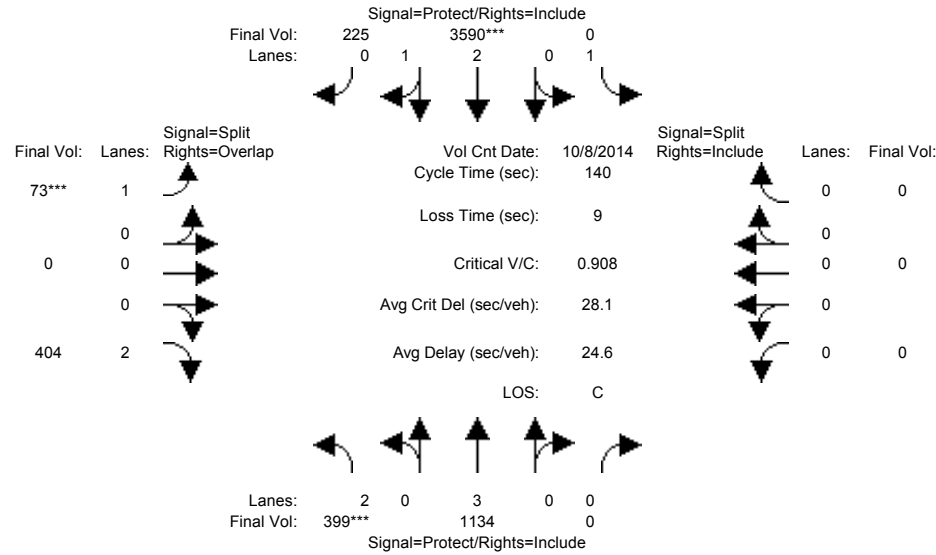 Signal=Protect/Rights=Include
Final Vol: 225 3590*** 0
Lanes: 0 1 2 0 1
Signal=Split Signal=Split
Final Vol: Lanes: Rights=Overlap Vol Cnt Date: 10/8/2014 Rights=Include Lanes: Final Vol:
Cycle Time (sec): 140
73*** 1 0 0
Loss Time (sec): 9
0 0
0 0 Critical V/C: 0.908 0 0
0 Avg Crit Del (sec/veh): 28.1 0
404 2 Avg Delay (sec/veh): 24.6 0 0
LOS: C
Lanes: 2 0 3 0 0
Final Vol: 399*** 1134 0
Signal=Protect/Rights=Include